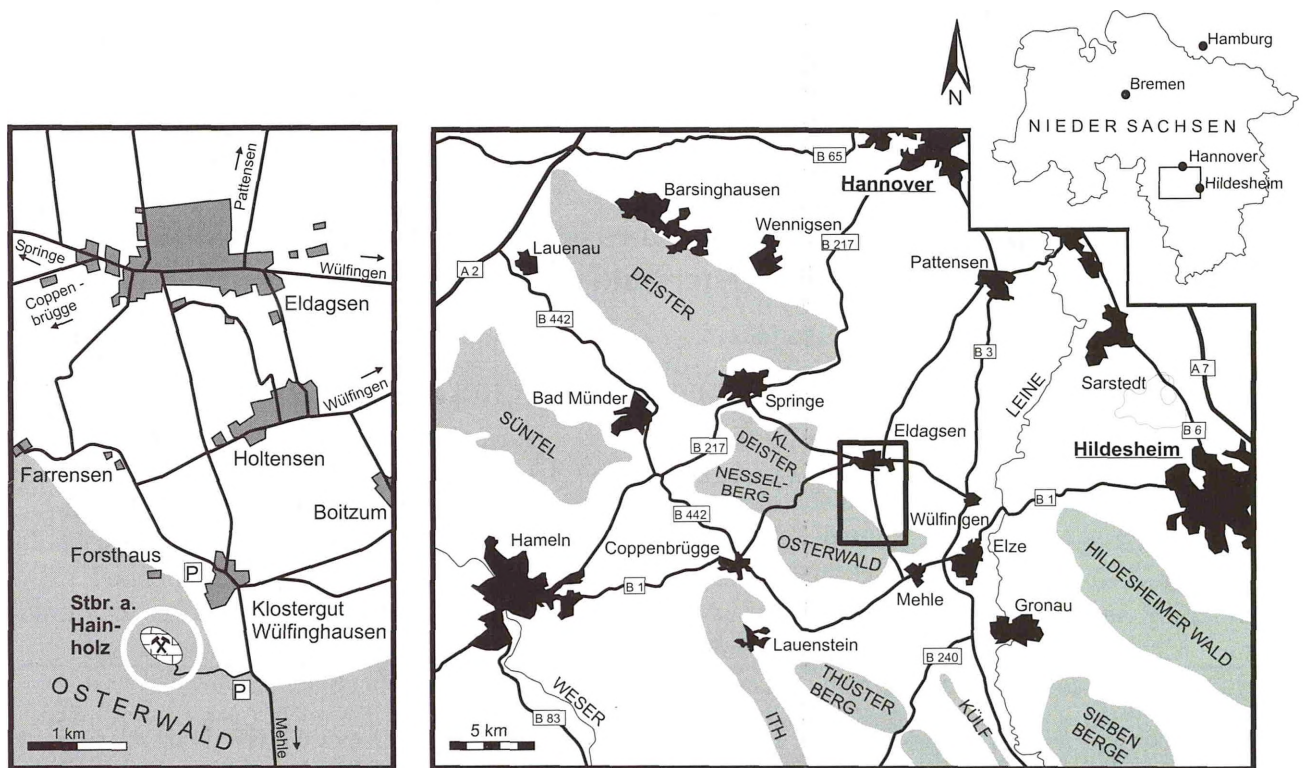 Pattensen
Springe
Coppen-
brügge
Wülfingen
Eldagsen
Wülfingen
Farrensen
Holtensen
Boitzum
Forsthaus
P
Stbr. a.
Hain-
holz
Klostergut
Wülfinghausen
P
OSTERWALD
1 km
Mehle
N
Hamburg
Bremen
NIEDER SACHSEN
Hannover
Hildesheim
B 65
Hannover
Barsinghausen
Wennigsen
B 217
Lauenau
A 2
DEISTER
Pattensen
B 442
B 3
LEINE
Sarstedt
A 7
Bad Münder
Springe
B 6
SÜNTEL
KL.
DEISTER
Eldagsen
Hildesheim
B 217
NESSEL-
BERG
B 1
B 442
Wülfingen
Hameln
Coppenbrügge
OSTERWALD
Elze
HILDESHEIMER WALD
B 1
Mehle
Gronau
Lauenstein
B 240
WESER
THÜSTER
BERG
ITH
KÜLF
SIEBEN
BERGE
B 83
5 km